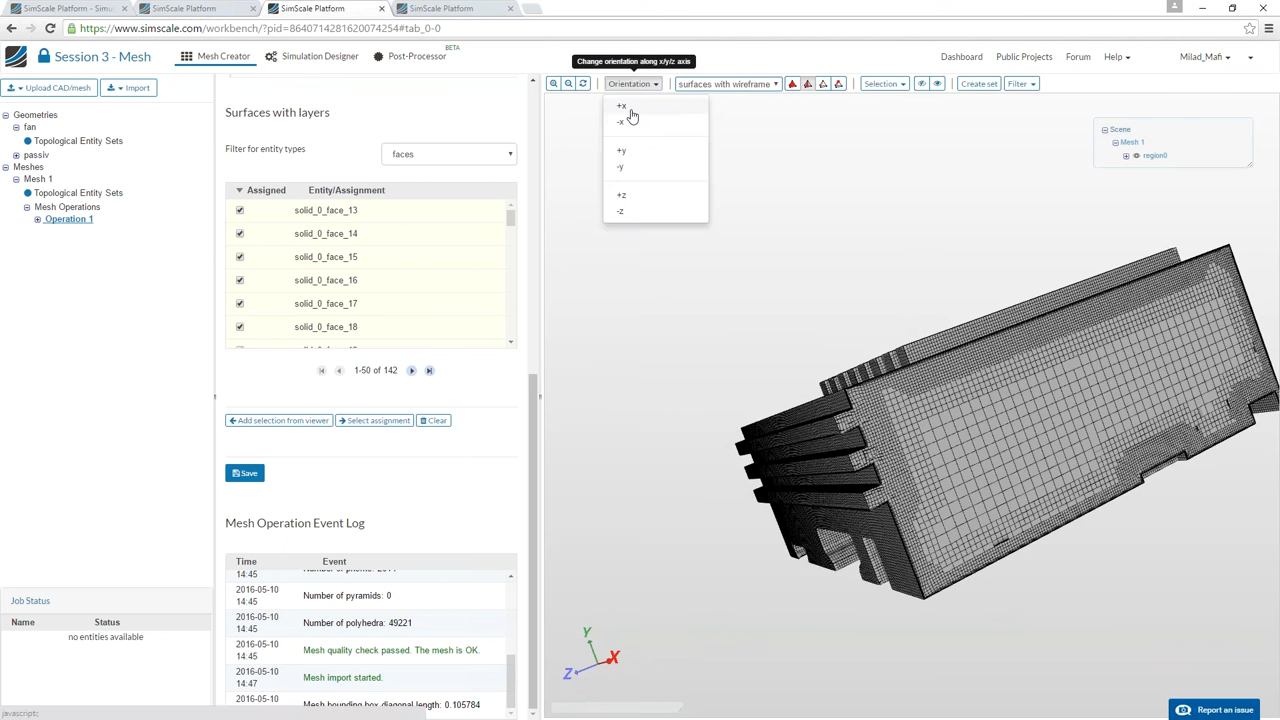 SimScale Platform - Simu
SimScale Platform
SimScale Platform
SimScale Platform
https://www.simscale.com/workbench/?pid=8640714281620074254#tab_0-0
Session 3 - Mesh
Mesh Creator
Simulation Designer
Post-Processor
BETA
Dashboard
Public Projects
Forum
Help
Milad_Mafi
Change orientation along x/y/z axis
Upload CAD/mesh
Import
Orientation
surfaces with wireframe
Selection
Create set
Filter
+x
-x
+y
-y
+z
-z
Scene
Mesh 1
region0
Geometries
fan
Topological Entity Sets
passiv
Meshes
Mesh 1
Topological Entity Sets
Mesh Operations
Operation 1
Surfaces with layers
Filter for entity types
faces
Assigned
Entity/Assignment
solid_0_face_13
solid_0_face_14
solid_0_face_15
solid_0_face_16
solid_0_face_17
solid_0_face_18
1-50 of 142
Add selection from viewer
Select assignment
Clear
Save
Mesh Operation Event Log
Time
Event
14:45
2016-05-10
14:45
Number of pyramids: 0
2016-05-10
14:45
Number of polyhedra: 49221
2016-05-10
14:45
Mesh quality check passed. The mesh is OK.
2016-05-10
14:47
Mesh import started.
2016-05-10
Mesh bounding box diagonal length: 0.105784
Job Status
Name
Status
no entities available
javascript:;
Y
X
Z
Report an issue